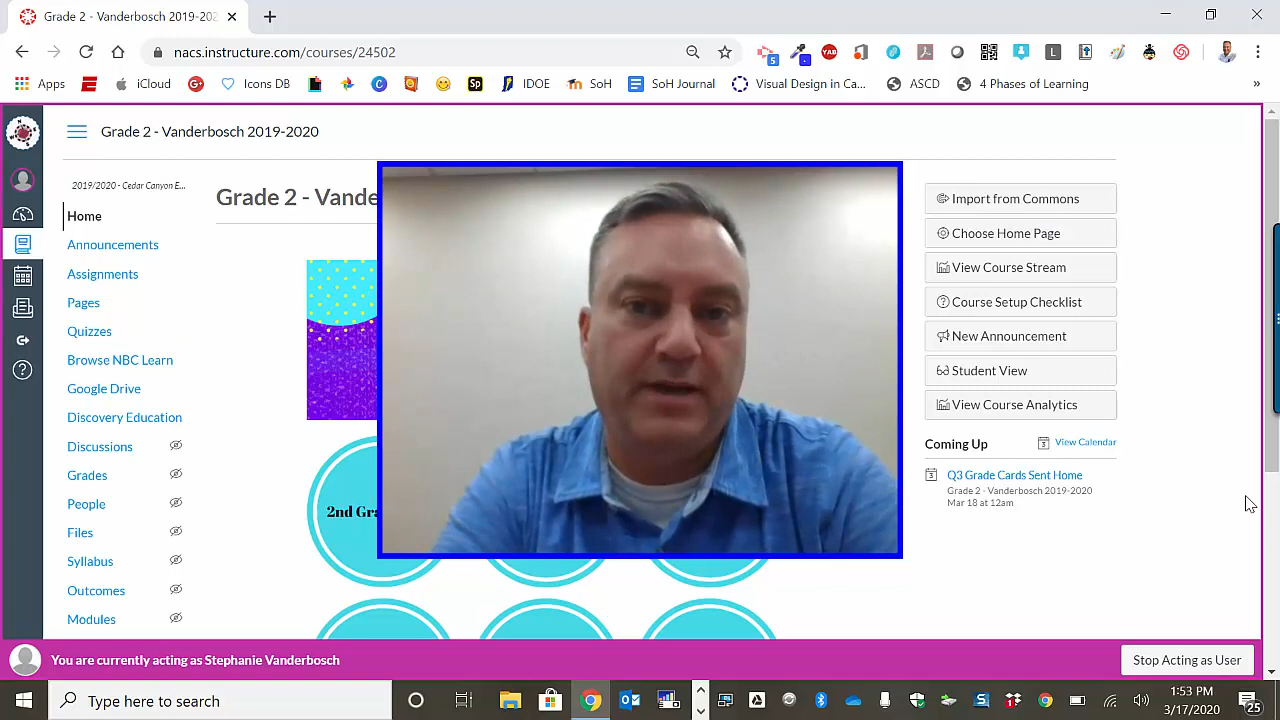 Grade 2 - Vanderbosch 2019-202
nacs.instructure.com/courses/24502
5
YAB
L
Apps
iCloud
Icons DB
Sp
IDOE
SoH
SoH Journal
Visual Design in Ca...
ASCD
4 Phases of Learning
»
Grade 2 - Vanderbosch 2019-2020
2019/2020 - Cedar Canyon E...
Home
Announcements
Assignments
Pages
Quizzes
Browse NBC Learn
Google Drive
Discovery Education
Discussions
Grades
People
Files
Syllabus
Outcomes
Modules
Grade 2 - Vande
2nd Gra
Import from Commons
Choose Home Page
View Course Stream
Course Setup Checklist
New Announcement
Student View
View Course Analytics
Coming Up
View Calendar
Q3 Grade Cards Sent Home
Grade 2 - Vanderbosch 2019-2020
Mar 18 at 12am
You are currently acting as Stephanie Vanderbosch
Stop Acting as User
Type here to search
1:53 PM
3/17/2020
25